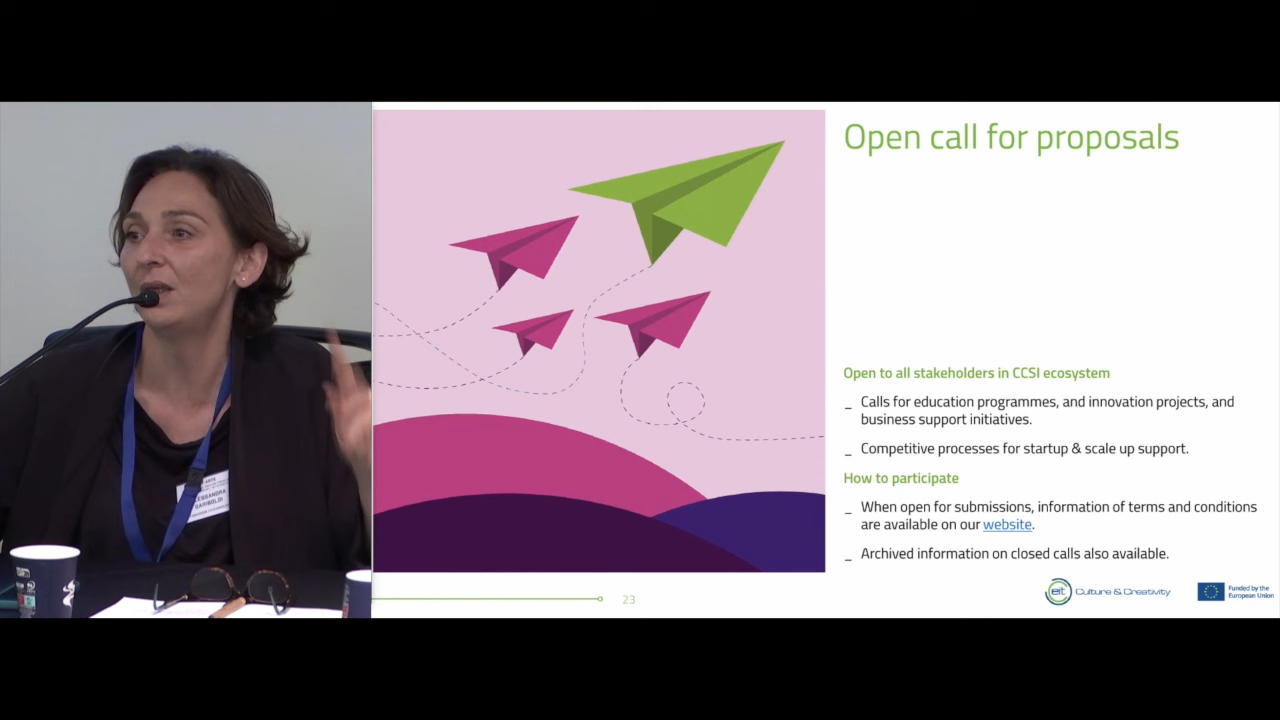 Open call for proposals
Open to all stakeholders in CCSI ecosystem
_ Calls for education programmes, and innovation projects, and
business support initiatives.
_ Competitive processes for startup & scale up support.
How to participate
_ When open for submissions, information of terms and conditions
are available on our website.
_ Archived information on closed calls also available.
23
eit Culture & Creativity
Funded by the
European Union
LESSANDRA
GARIBOLDI